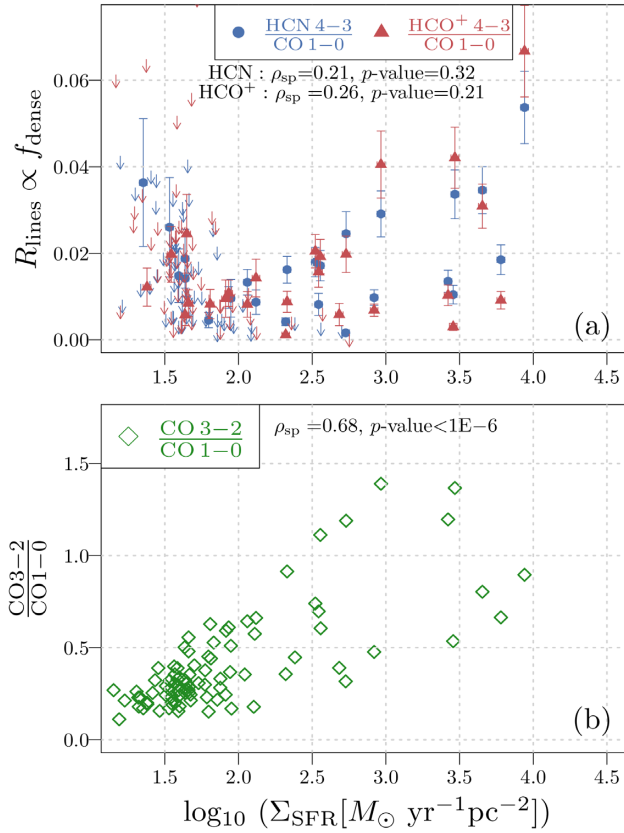 HCN 4−3 HCO⁺ 4−3
CO 1−0 CO 1−0
HCN : ρsp=0.21, p-value=0.32
HCO⁺ : ρsp =0.26, p-value=0.21
0.06
0.04
0.02
0.00
Rlines ∝ fdense
(a)
1.5 2.0 2.5 3.0 3.5 4.0 4.5
CO 3−2
CO 1−0
ρsp =0.68, p-value<1E−6
1.5
1.0
0.5
0.0
CO3−2
CO1−0
(b)
1.5 2.0 2.5 3.0 3.5 4.0 4.5
log₁₀ (ΣSFR[M⊙ yr⁻¹pc⁻²])